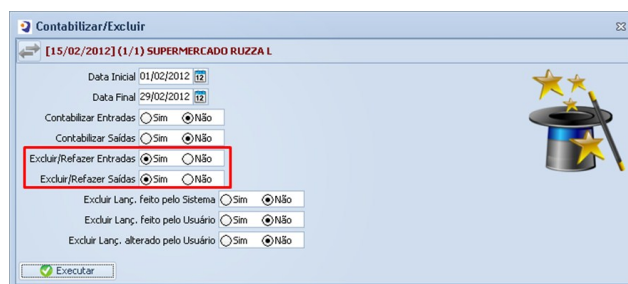 Contabilizar/Excluir
[15/02/2012] (1/1) SUPERMERCADO RUZZA L
Data Inicial 01/02/2012 12
Data Final 29/02/2012 12
Contabilizar Entradas Sim Não
Contabilizar Saídas Sim Não
Excluir/Refazer Entradas Sim Não
Excluir/Refazer Saídas Sim Não
Excluir Lanç. feito pelo Sistema Sim Não
Excluir Lanç. feito pelo Usuário Sim Não
Excluir Lanç. alterado pelo Usuário Sim Não
Executar